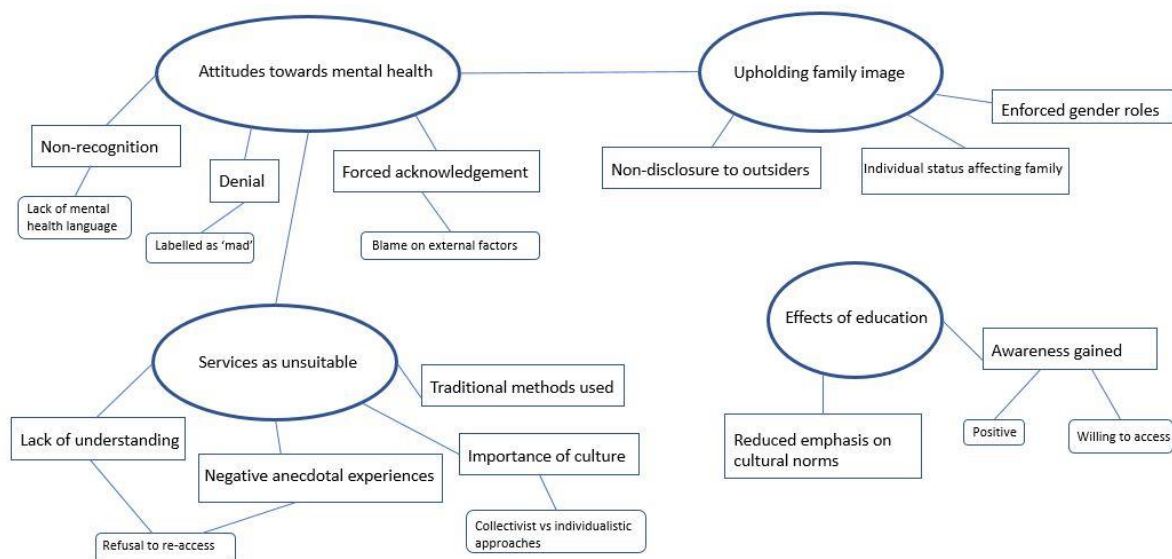 Attitudes towards mental health
Upholding family image
Enforced gender roles
Non-recognition
Denial
Forced acknowledgement
Non-disclosure to outsiders
Individual status affecting family
Lack of mental
health language
Labelled as ‘mad’
Blame on external factors
Effects of education
Services as unsuitable
Awareness gained
Traditional methods used
Lack of understanding
Negative anecdotal experiences
Importance of culture
Reduced emphasis on
cultural norms
Positive
Willing to access
Refusal to re-access
Collectivist vs individualistic
approaches